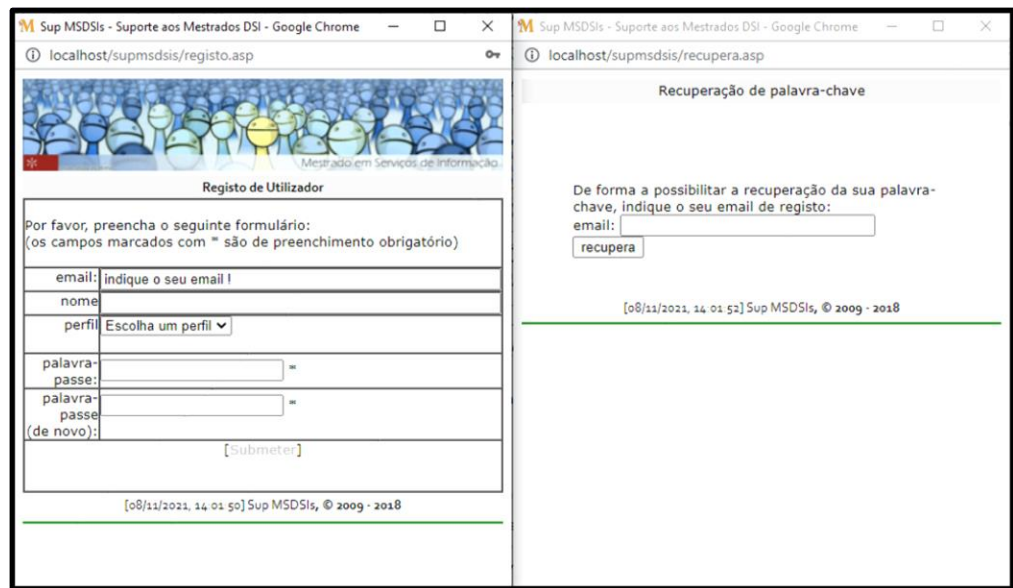 Sup MSDSIs - Suporte aos Mestrados DSI - Google Chrome
localhost/supmsdsis/registo.asp
Mestrado em Serviços de Informação
Registo de Utilizador
Por favor, preencha o seguinte formulário:
(os campos marcados com * são de preenchimento obrigatório)
email: indique o seu email !
nome
perfil Escolha um perfil
palavra-
passe: *
palavra-
passe *
(de novo):
[Submeter]
[08/11/2021, 14:01:50] Sup MSDSIs, © 2009 - 2018
Sup MSDSIs - Suporte aos Mestrados DSI - Google Chrome
localhost/supmsdsis/recupera.asp
Recuperação de palavra-chave
De forma a possibilitar a recuperação da sua palavra-
chave, indique o seu email de registo:
email:
recupera
[08/11/2021, 14:01:52] Sup MSDSIs, © 2009 - 2018